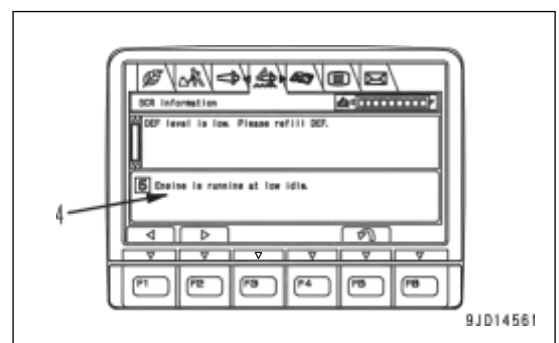 SCR Information
E F
DEF level is low. Please refill DEF.
5 Engine is running at low idle.
4
F1 F2 F3 F4 F5 F6
9JD14561